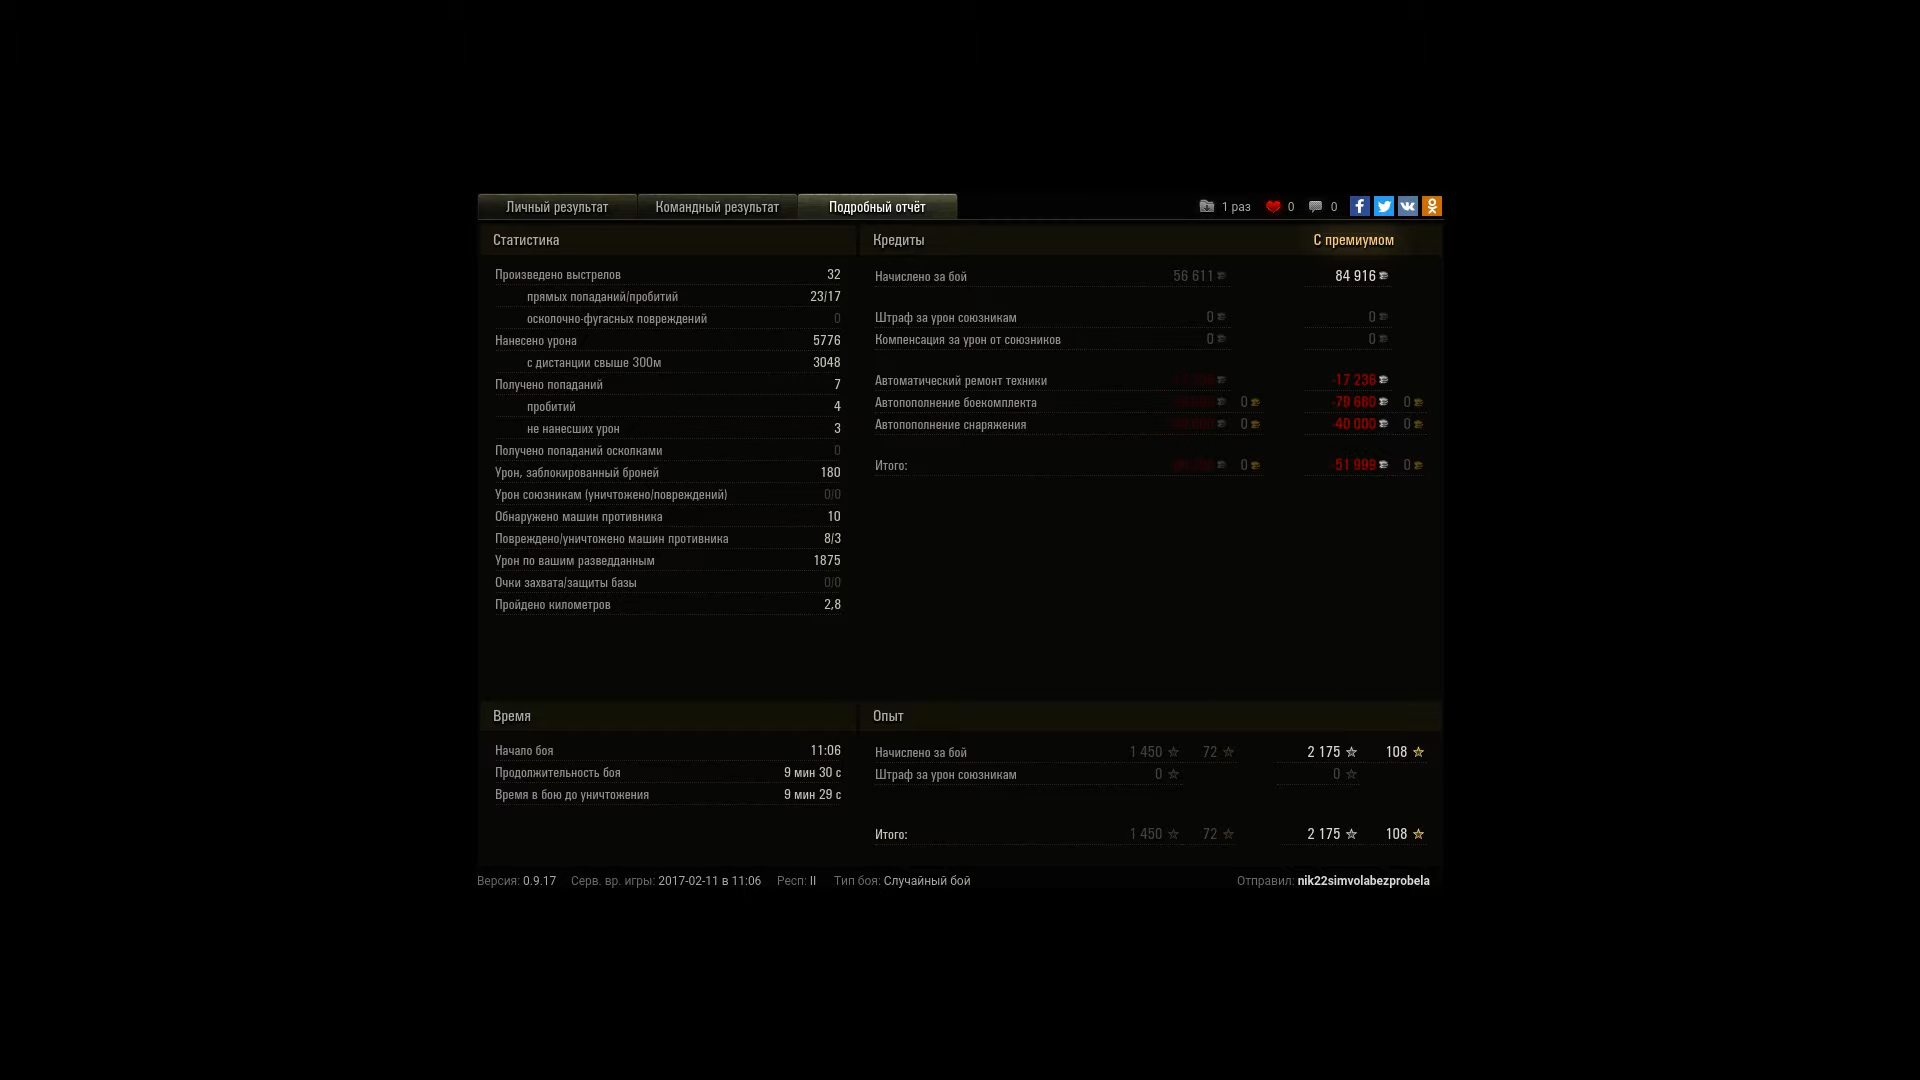 Личный результат Командный результат Подробный отчёт 1 раз 0 0
Статистика
Произведено выстрелов 32
прямых попаданий/пробитий 23/17
осколочно-фугасных повреждений 0
Нанесено урона 5776
с дистанции свыше 300м 3048
Получено попаданий 7
пробитий 4
не нанесших урон 3
Получено попаданий осколками 0
Урон, заблокированный броней 180
Урон союзникам (уничтожено/повреждений) 0/0
Обнаружено машин противника 10
Повреждено/уничтожено машин противника 8/3
Урон по вашим разведданным 1875
Очки захвата/защиты базы 0/0
Пройдено километров 2,8
Кредиты С премиумом
Начислено за бой 56 611 84 916
Штраф за урон союзникам 0 0
Компенсация за урон от союзников 0 0
Автоматический ремонт техники -17 236
Автопополнение боекомплекта 0 -79 680 0
Автопополнение снаряжения 0 -40 000 0
Итого: 0 -51 999 0
Время
Начало боя 11:06
Продолжительность боя 9 мин 30 с
Время в бою до уничтожения 9 мин 29 с
Опыт
Начислено за бой 1 450 72 2 175 108
Штраф за урон союзникам 0 0
Итого: 1 450 72 2 175 108
Версия: 0.9.17 Серв. вр. игры: 2017-02-11 в 11:06 Респ: II Тип боя: Случайный бой Отправил: nik22simvolabezprobela